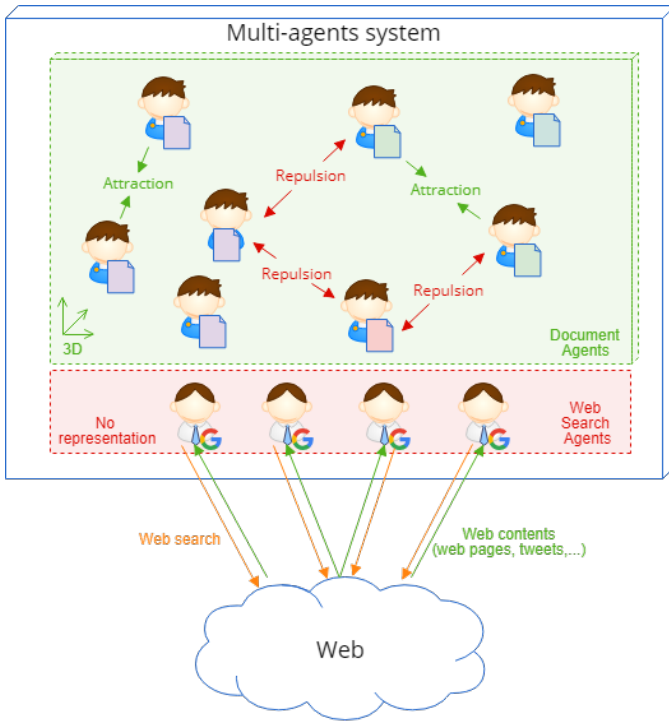 Multi-agents system
Attraction
Repulsion
Attraction
Repulsion
Repulsion
3D
Document
Agents
No
representation
Web
Search
Agents
Web search
Web contents
(web pages, tweets,...)
Web